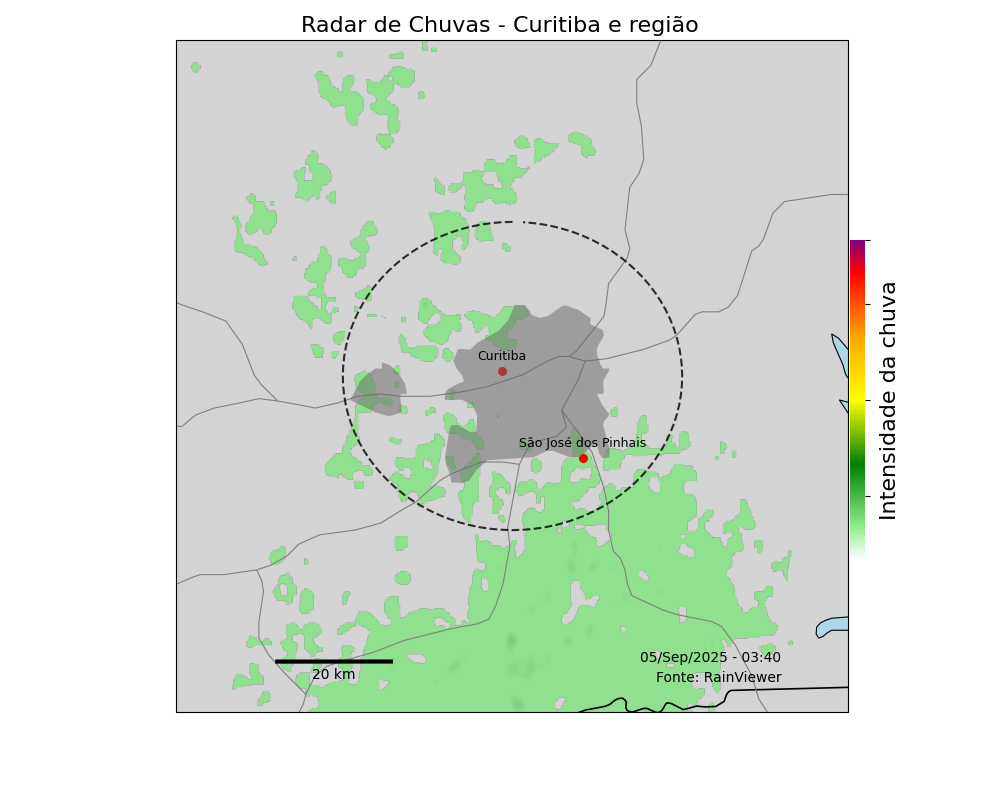 Radar de Chuvas - Curitiba e região
Curitiba
São José dos Pinhais
Intensidade da chuva
05/Sep/2025 - 03:40
20 km
Fonte: RainViewer